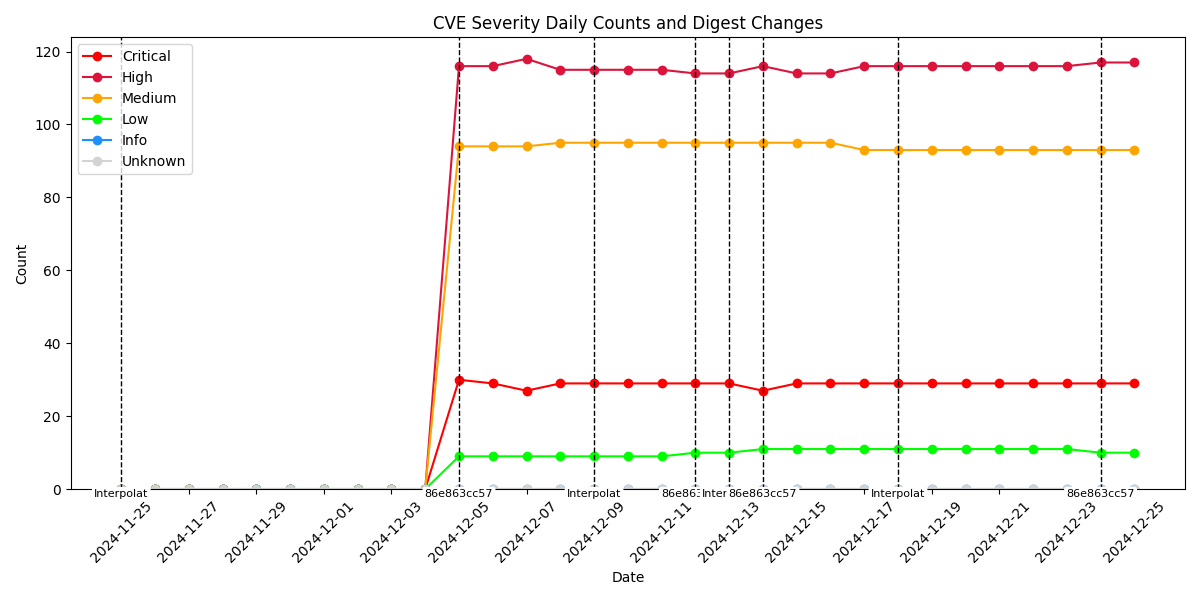 CVE Severity Daily Counts and Digest Changes
Critical
High
Medium
Low
Info
Unknown
120
100
80
60
40
20
0
Count
Interpolat
86e863cc57
Interpolat
86e863
Inter
86e863cc57
Interpolat
86e863cc57
2024-11-25
2024-11-27
2024-11-29
2024-12-01
2024-12-03
2024-12-05
2024-12-07
2024-12-09
2024-12-11
2024-12-13
2024-12-15
2024-12-17
2024-12-19
2024-12-21
2024-12-23
2024-12-25
Date